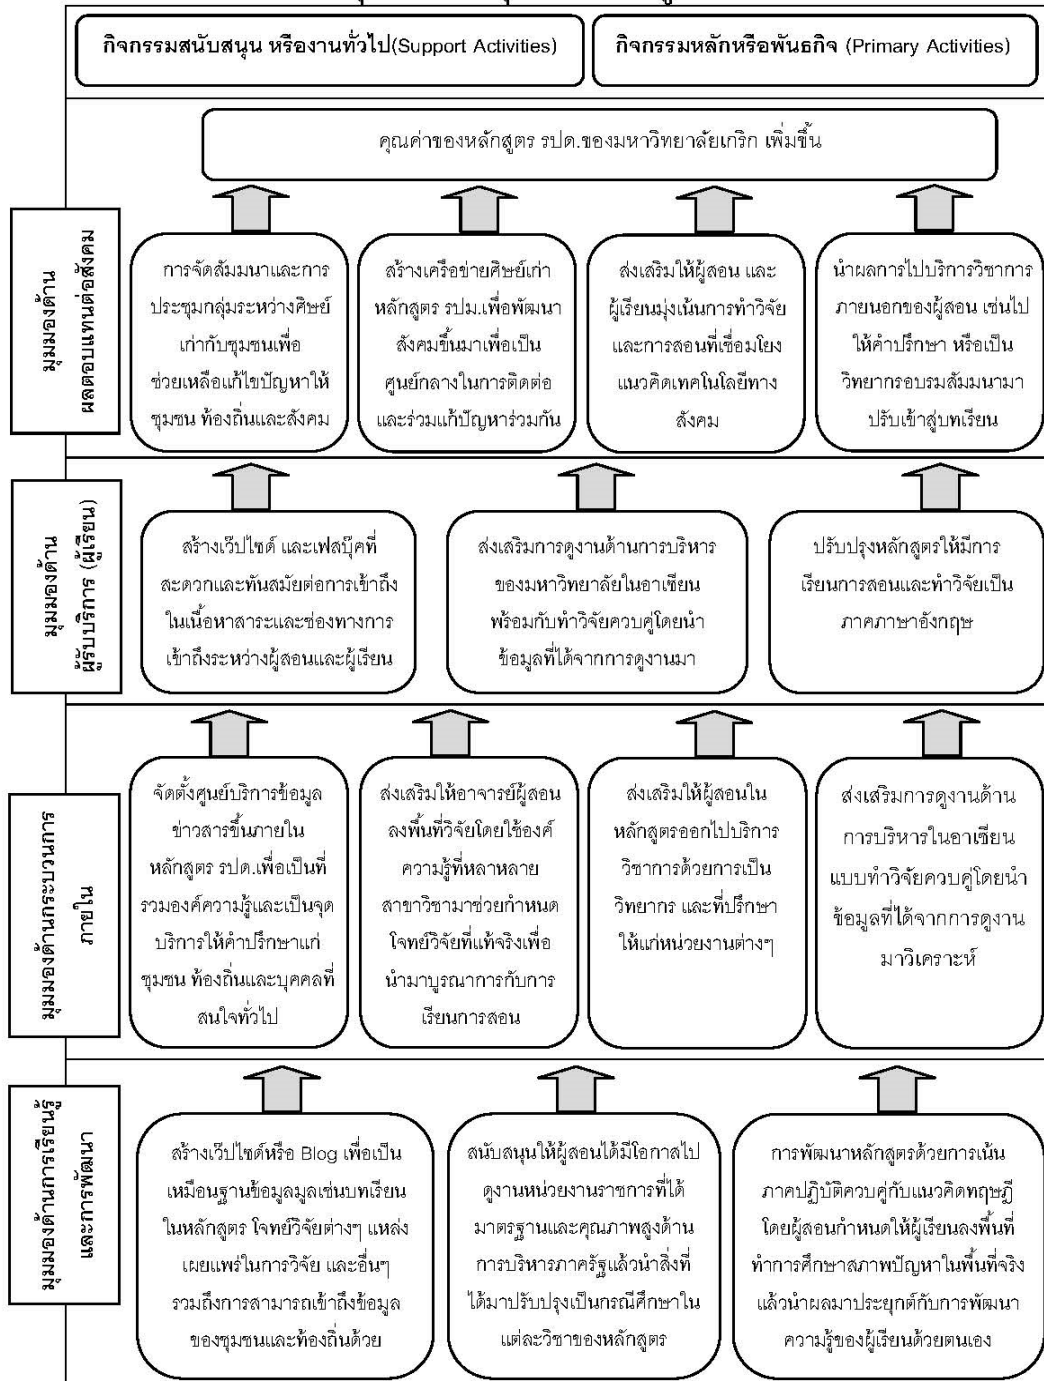 กิจกรรมสนับสนุน หรืองานทั่วไป(Support Activities)
กิจกรรมหลักหรือพันธกิจ (Primary Activities)
คุณค่าของหลักสูตร รปด.ของมหาวิทยาลัยเกริก เพิ่มขึ้น
มุมมองด้าน
ผลตอบแทนต่อสังคม
การจัดสัมมนาและการ
ประชุมกลุ่มระหว่างศิษย์
เก่ากับชุมชนเพื่อ
ช่วยเหลือแก้ไขปัญหาให้
ชุมชน ท้องถิ่นและสังคม
สร้างเครือข่ายศิษย์เก่า
หลักสูตร รปม.เพื่อพัฒนา
สังคมขึ้นมาเพื่อเป็น
ศูนย์กลางในการติดต่อ
และร่วมแก้ปัญหาร่วมกัน
ส่งเสริมให้ผู้สอน และ
ผู้เรียนมุ่งเน้นการทำวิจัย
และการสอนที่เชื่อมโยง
แนวคิดเทคโนโลยีทาง
สังคม
นำผลการไปบริการวิชาการ
ภายนอกของผู้สอน เช่นไป
ให้คำปรึกษา หรือเป็น
วิทยากรอบรมสัมมนามา
ปรับเข้าสู่บทเรียน
มุมมองด้าน
ผู้รับบริการ (ผู้เรียน)
สร้างเว็ปไซด์ และเฟสบุ๊คที่
สะดวกและทันสมัยต่อการเข้าถึง
ในเนื้อหาสาระและช่องทางการ
เข้าถึงระหว่างผู้สอนและผู้เรียน
ส่งเสริมการดูงานด้านการบริหาร
ของมหาวิทยาลัยในอาเซียน
พร้อมกับทำวิจัยควบคู่โดยนำ
ข้อมูลที่ได้จากการดูงานมา
ปรับปรุงหลักสูตรให้มีการ
เรียนการสอนและทำวิจัยเป็น
ภาคภาษาอังกฤษ
มุมมองด้านกระบวนการ
ภายใน
จัดตั้งศูนย์บริการข้อมูล
ข่าวสารขึ้นภายใน
หลักสูตร รปด.เพื่อเป็นที่
รวมองค์ความรู้และเป็นจุด
บริการให้คำปรึกษาแก่
ชุมชน ท้องถิ่นและบุคคลที่
สนใจทั่วไป
ส่งเสริมให้อาจารย์ผู้สอน
ลงพื้นที่วิจัยโดยใช้องค์
ความรู้ที่หลากหลาย
สาขาวิชามาช่วยกำหนด
โจทย์วิจัยที่แท้จริงเพื่อ
นำมาบูรณาการกับการ
เรียนการสอน
ส่งเสริมให้ผู้สอนใน
หลักสูตรออกไปบริการ
วิชาการด้วยการเป็น
วิทยากร และที่ปรึกษา
ให้แก่หน่วยงานต่างๆ
ส่งเสริมการดูงานด้าน
การบริหารในอาเซียน
แบบทำวิจัยควบคู่โดยนำ
ข้อมูลที่ได้จากการดูงาน
มาวิเคราะห์
มุมมองด้านการเรียนรู้
และการพัฒนา
สร้างเว็ปไซด์หรือ Blog เพื่อเป็น
เหมือนฐานข้อมูลมูลเช่นบทเรียน
ในหลักสูตร โจทย์วิจัยต่างๆ แหล่ง
เผยแพร่ในการวิจัย และอื่นๆ
รวมถึงการสามารถเข้าถึงข้อมูล
ของชุมชนและท้องถิ่นด้วย
สนับสนุนให้ผู้สอนได้มีโอกาสไป
ดูงานหน่วยงานราชการที่ได้
มาตรฐานและคุณภาพสูงด้าน
การบริหารภาครัฐแล้วนำสิ่งที่
ได้มาปรับปรุงเป็นกรณีศึกษาใน
แต่ละวิชาของหลักสูตร
การพัฒนาหลักสูตรด้วยการเน้น
ภาคปฏิบัติควบคู่กับแนวคิดทฤษฎี
โดยผู้สอนกำหนดให้ผู้เรียนลงพื้นที่
ทำการศึกษาสภาพปัญหาในพื้นที่จริง
แล้วนำผลมาประยุกต์กับการพัฒนา
ความรู้ของผู้เรียนด้วยตนเอง